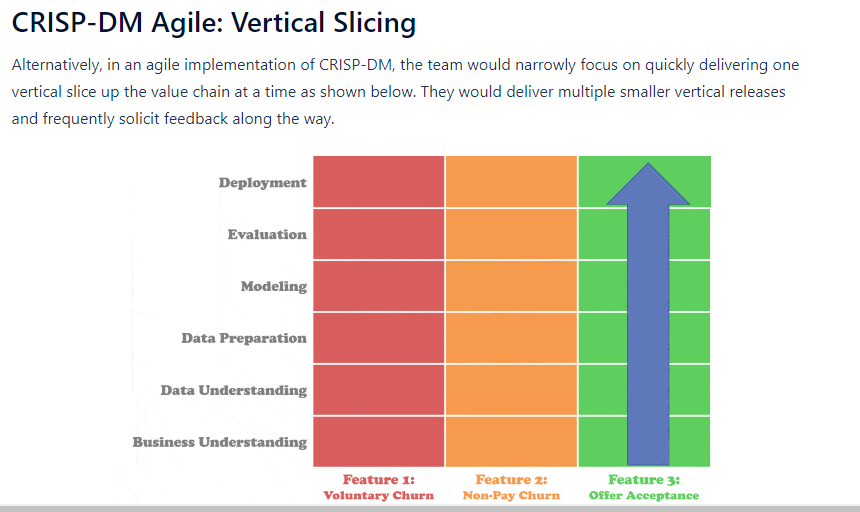 CRISP-DM Agile: Vertical Slicing
Alternatively, in an agile implementation of CRISP-DM, the team would narrowly focus on quickly delivering one
vertical slice up the value chain at a time as shown below. They would deliver multiple smaller vertical releases
and frequently solicit feedback along the way.
Deployment
Evaluation
Modeling
Data Preparation
Data Understanding
Business Understanding
Feature 1:
Voluntary Churn
Feature 2:
Non-Pay Churn
Feature 3:
Offer Acceptance